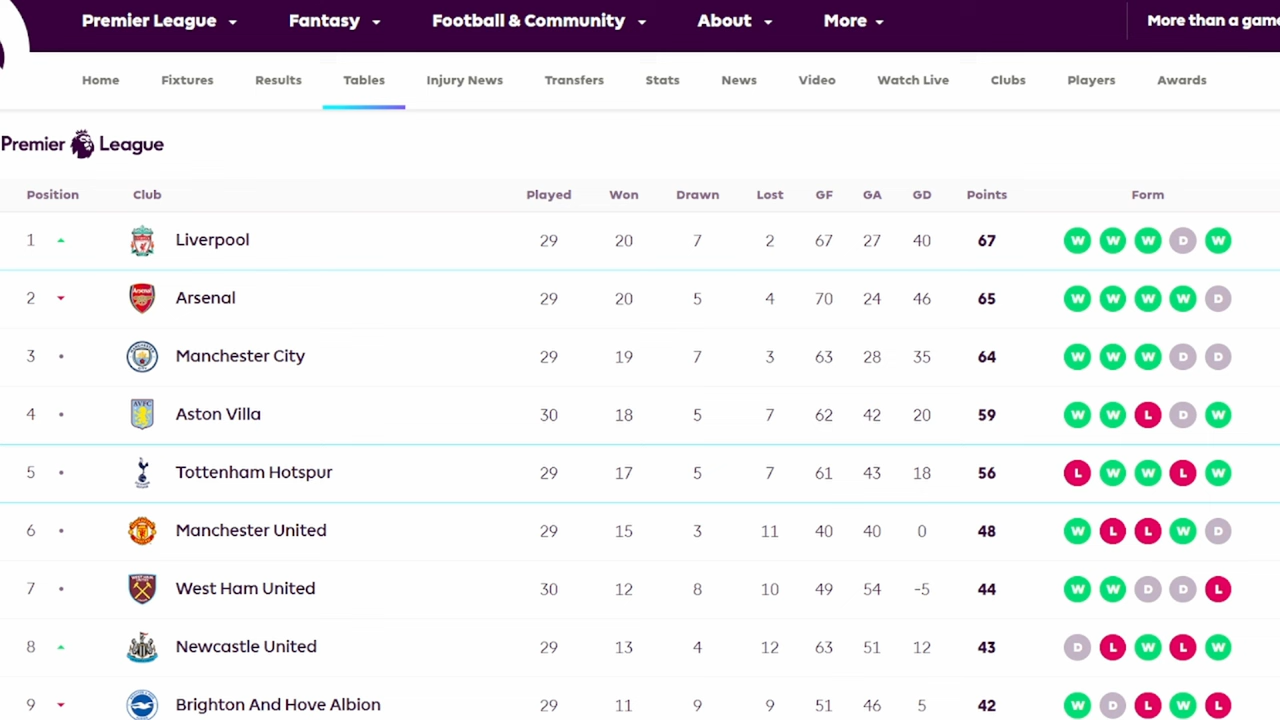 Premier League Fantasy Football & Community About More More than a game
Home Fixtures Results Tables Injury News Transfers Stats News Video Watch Live Clubs Players Awards
Premier League
Position Club Played Won Drawn Lost GF GA GD Points Form
1 Liverpool 29 20 7 2 67 27 40 67 W W W D W
2 Arsenal 29 20 5 4 70 24 46 65 W W W W D
3 Manchester City 29 19 7 3 63 28 35 64 W W W D D
4 Aston Villa 30 18 5 7 62 42 20 59 W W L D W
5 Tottenham Hotspur 29 17 5 7 61 43 18 56 L W W L W
6 Manchester United 29 15 3 11 40 40 0 48 W L L W D
7 West Ham United 30 12 8 10 49 54 -5 44 W W D D L
8 Newcastle United 29 13 4 12 63 51 12 43 D L W L W
9 Brighton And Hove Albion 29 11 9 9 51 46 5 42 W D L W L